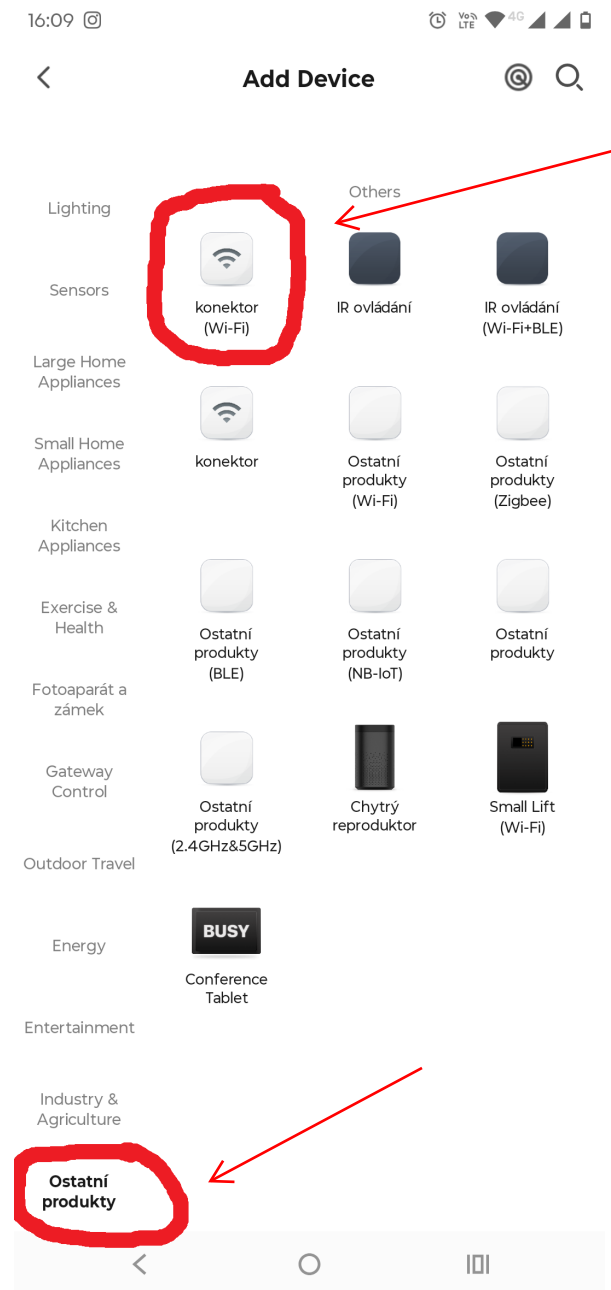 16:09
Vo))
LTE
4G
Add Device
Lighting
Sensors
Large Home
Appliances
Small Home
Appliances
Kitchen
Appliances
Exercise &
Health
Fotoaparát a
zámek
Gateway
Control
Outdoor Travel
Energy
Entertainment
Industry &
Agriculture
Ostatní
produkty
Others
konektor
(Wi-Fi)
IR ovládání
IR ovládání
(Wi-Fi+BLE)
konektor
Ostatní
produkty
(Wi-Fi)
Ostatní
produkty
(Zigbee)
Ostatní
produkty
(BLE)
Ostatní
produkty
(NB-IoT)
Ostatní
produkty
Ostatní
produkty
(2.4GHz&5GHz)
Chytrý
reproduktor
Small Lift
(Wi-Fi)
BUSY
Conference
Tablet